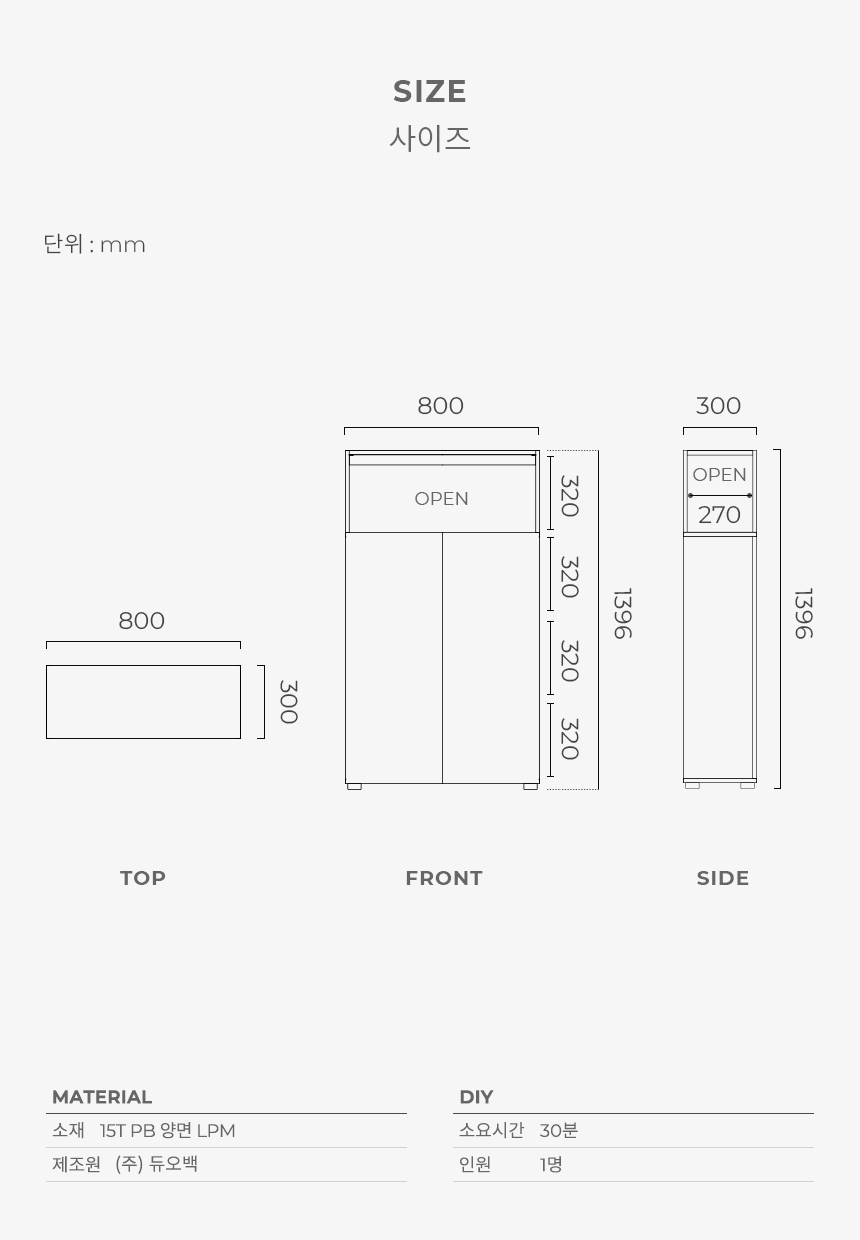 SIZE
사이즈
단위 : mm
800
300
TOP
800
OPEN
320
320
320
320
1396
FRONT
300
OPEN
270
1396
SIDE
MATERIAL
소재 15T PB 양면 LPM
제조원 (주) 듀오백
DIY
소요시간 30분
인원 1명